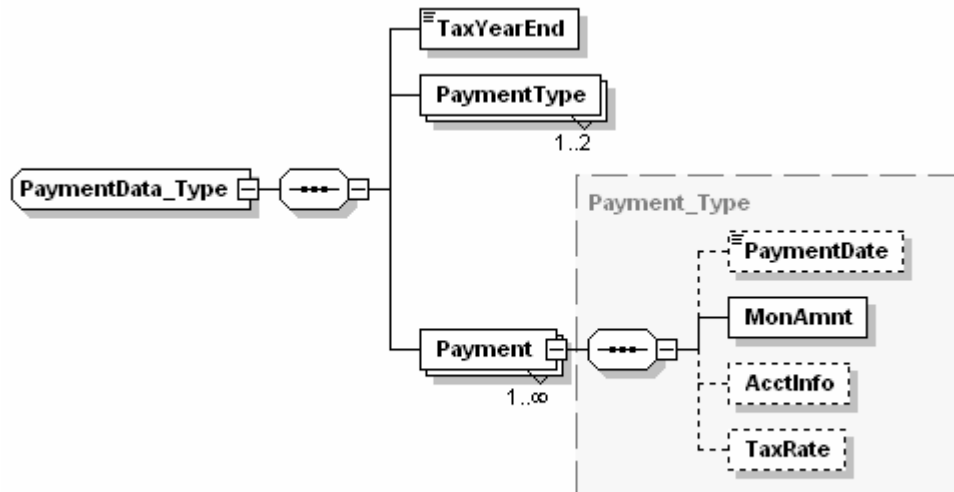 TaxYearEnd
PaymentType
1..2
PaymentData_Type
Payment_Type
PaymentDate
MonAmnt
Payment
1..∞
AcctInfo
TaxRate